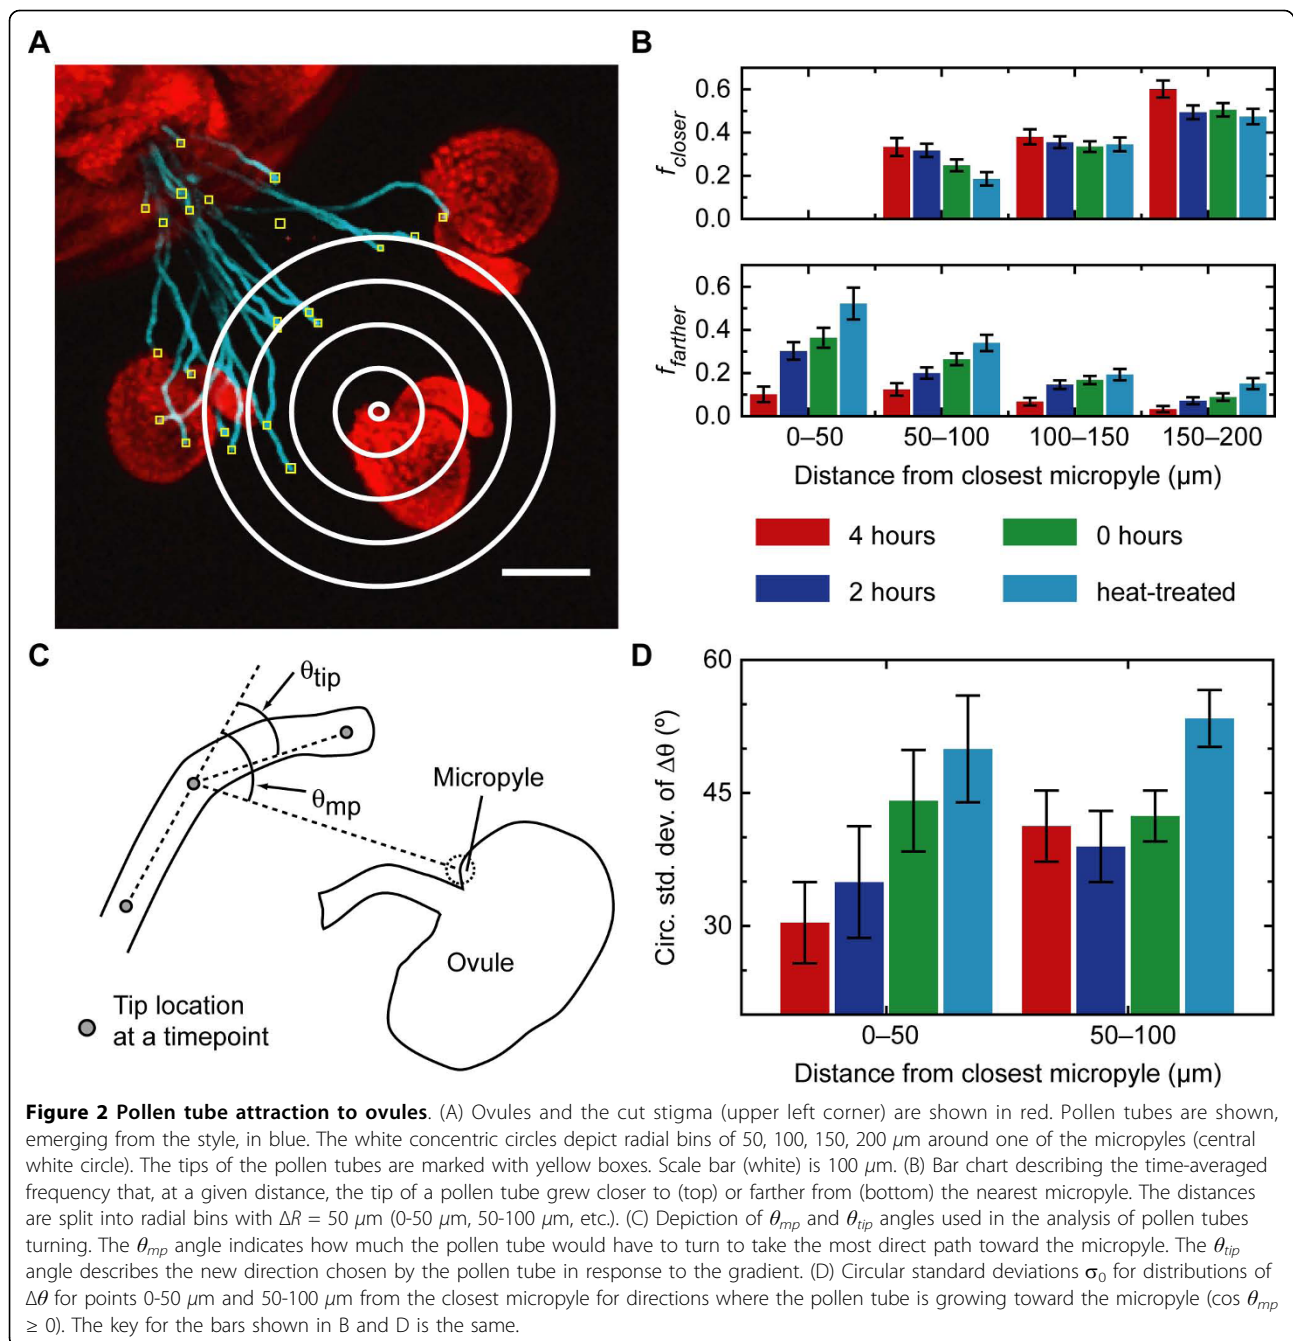 A
B
0.6
0.4
0.2
0.0
f closer
0.6
0.4
0.2
0.0
f farther
0–50
50–100
100–150
150–200
Distance from closest micropyle (µm)
4 hours
0 hours
2 hours
heat-treated
C
θtip
θmp
Micropyle
Ovule
Tip location
at a timepoint
D
60
45
30
Circ. std. dev. of Δθ (º)
0–50
50–100
Distance from closest micropyle (µm)
Figure 2 Pollen tube attraction to ovules. (A) Ovules and the cut stigma (upper left corner) are shown in red. Pollen tubes are shown,
emerging from the style, in blue. The white concentric circles depict radial bins of 50, 100, 150, 200 µm around one of the micropyles (central
white circle). The tips of the pollen tubes are marked with yellow boxes. Scale bar (white) is 100 µm. (B) Bar chart describing the time-averaged
frequency that, at a given distance, the tip of a pollen tube grew closer to (top) or farther from (bottom) the nearest micropyle. The distances
are split into radial bins with ΔR = 50 µm (0-50 µm, 50-100 µm, etc.). (C) Depiction of θmp and θtip angles used in the analysis of pollen tubes
turning. The θmp angle indicates how much the pollen tube would have to turn to take the most direct path toward the micropyle. The θtip
angle describes the new direction chosen by the pollen tube in response to the gradient. (D) Circular standard deviations σ0 for distributions of
Δθ for points 0-50 µm and 50-100 µm from the closest micropyle for directions where the pollen tube is growing toward the micropyle (cos θmp
≥ 0). The key for the bars shown in B and D is the same.